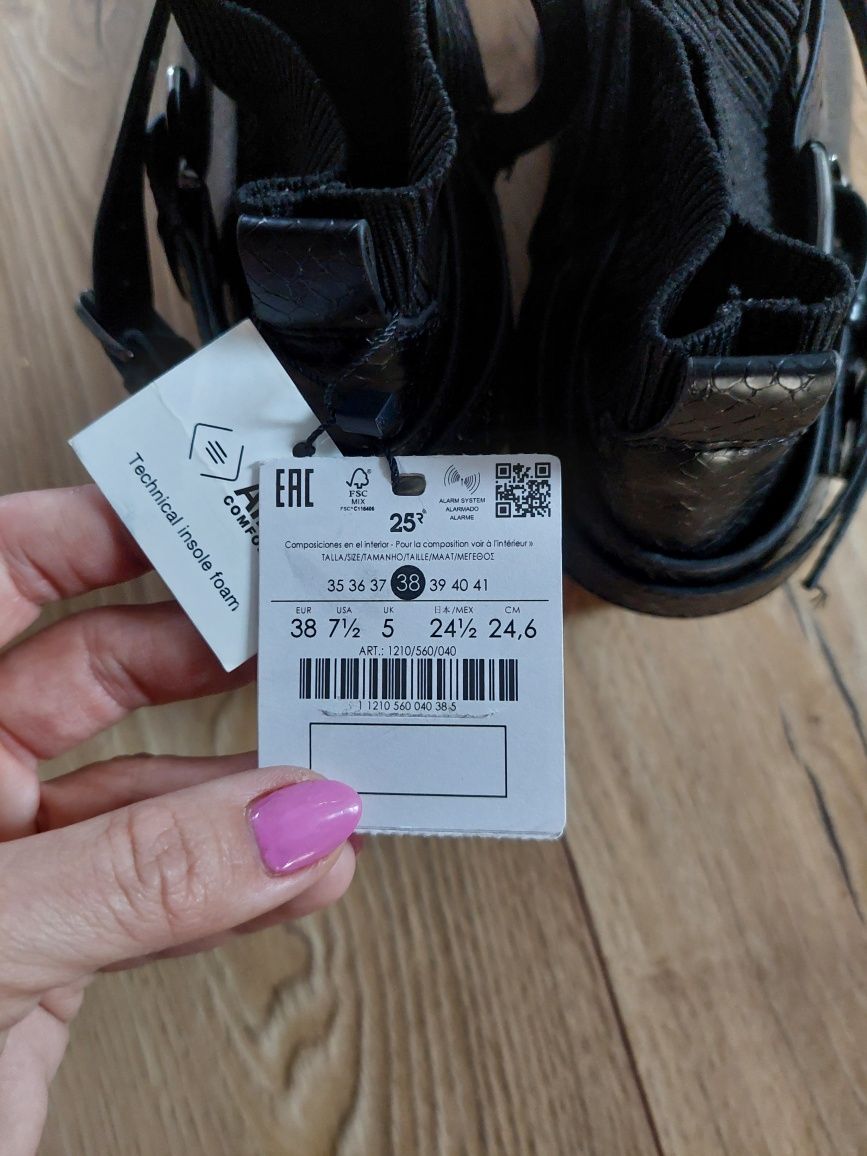 Technical insole foam
EAC
FSC
MIX
FSC® C116406
ALARM SYSTEM
ALARMADO
ALARME
25
Composiciones en el interior - Pour la composition voir à l'intérieur »
TALLA/SIZE/TAMANHO/TAILLE/MAAT/ΜΕΓΕΘΟΣ
35 36 37 38 39 40 41
EUR USA UK 日本/MEX CM
38 7½ 5 24½ 24,6
ART.: 1210/560/040
1 1210 560 040 38 5